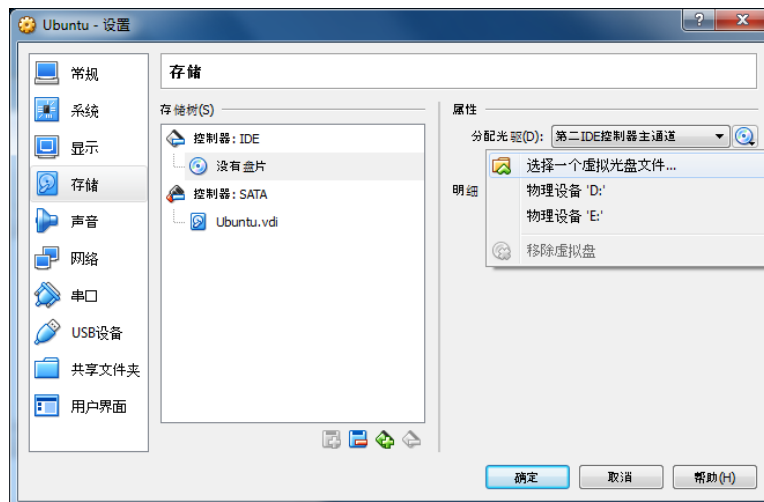 Ubuntu - 设置
常规
系统
显示
存储
声音
网络
串口
USB设备
共享文件夹
用户界面
存储
存储树(S)
控制器: IDE
没有盘片
控制器: SATA
Ubuntu.vdi
属性
分配光驱(D): 第二IDE控制器主通道
选择一个虚拟光盘文件...
明细
物理设备 'D:'
物理设备 'E:'
移除虚拟盘
确定
取消
帮助(H)